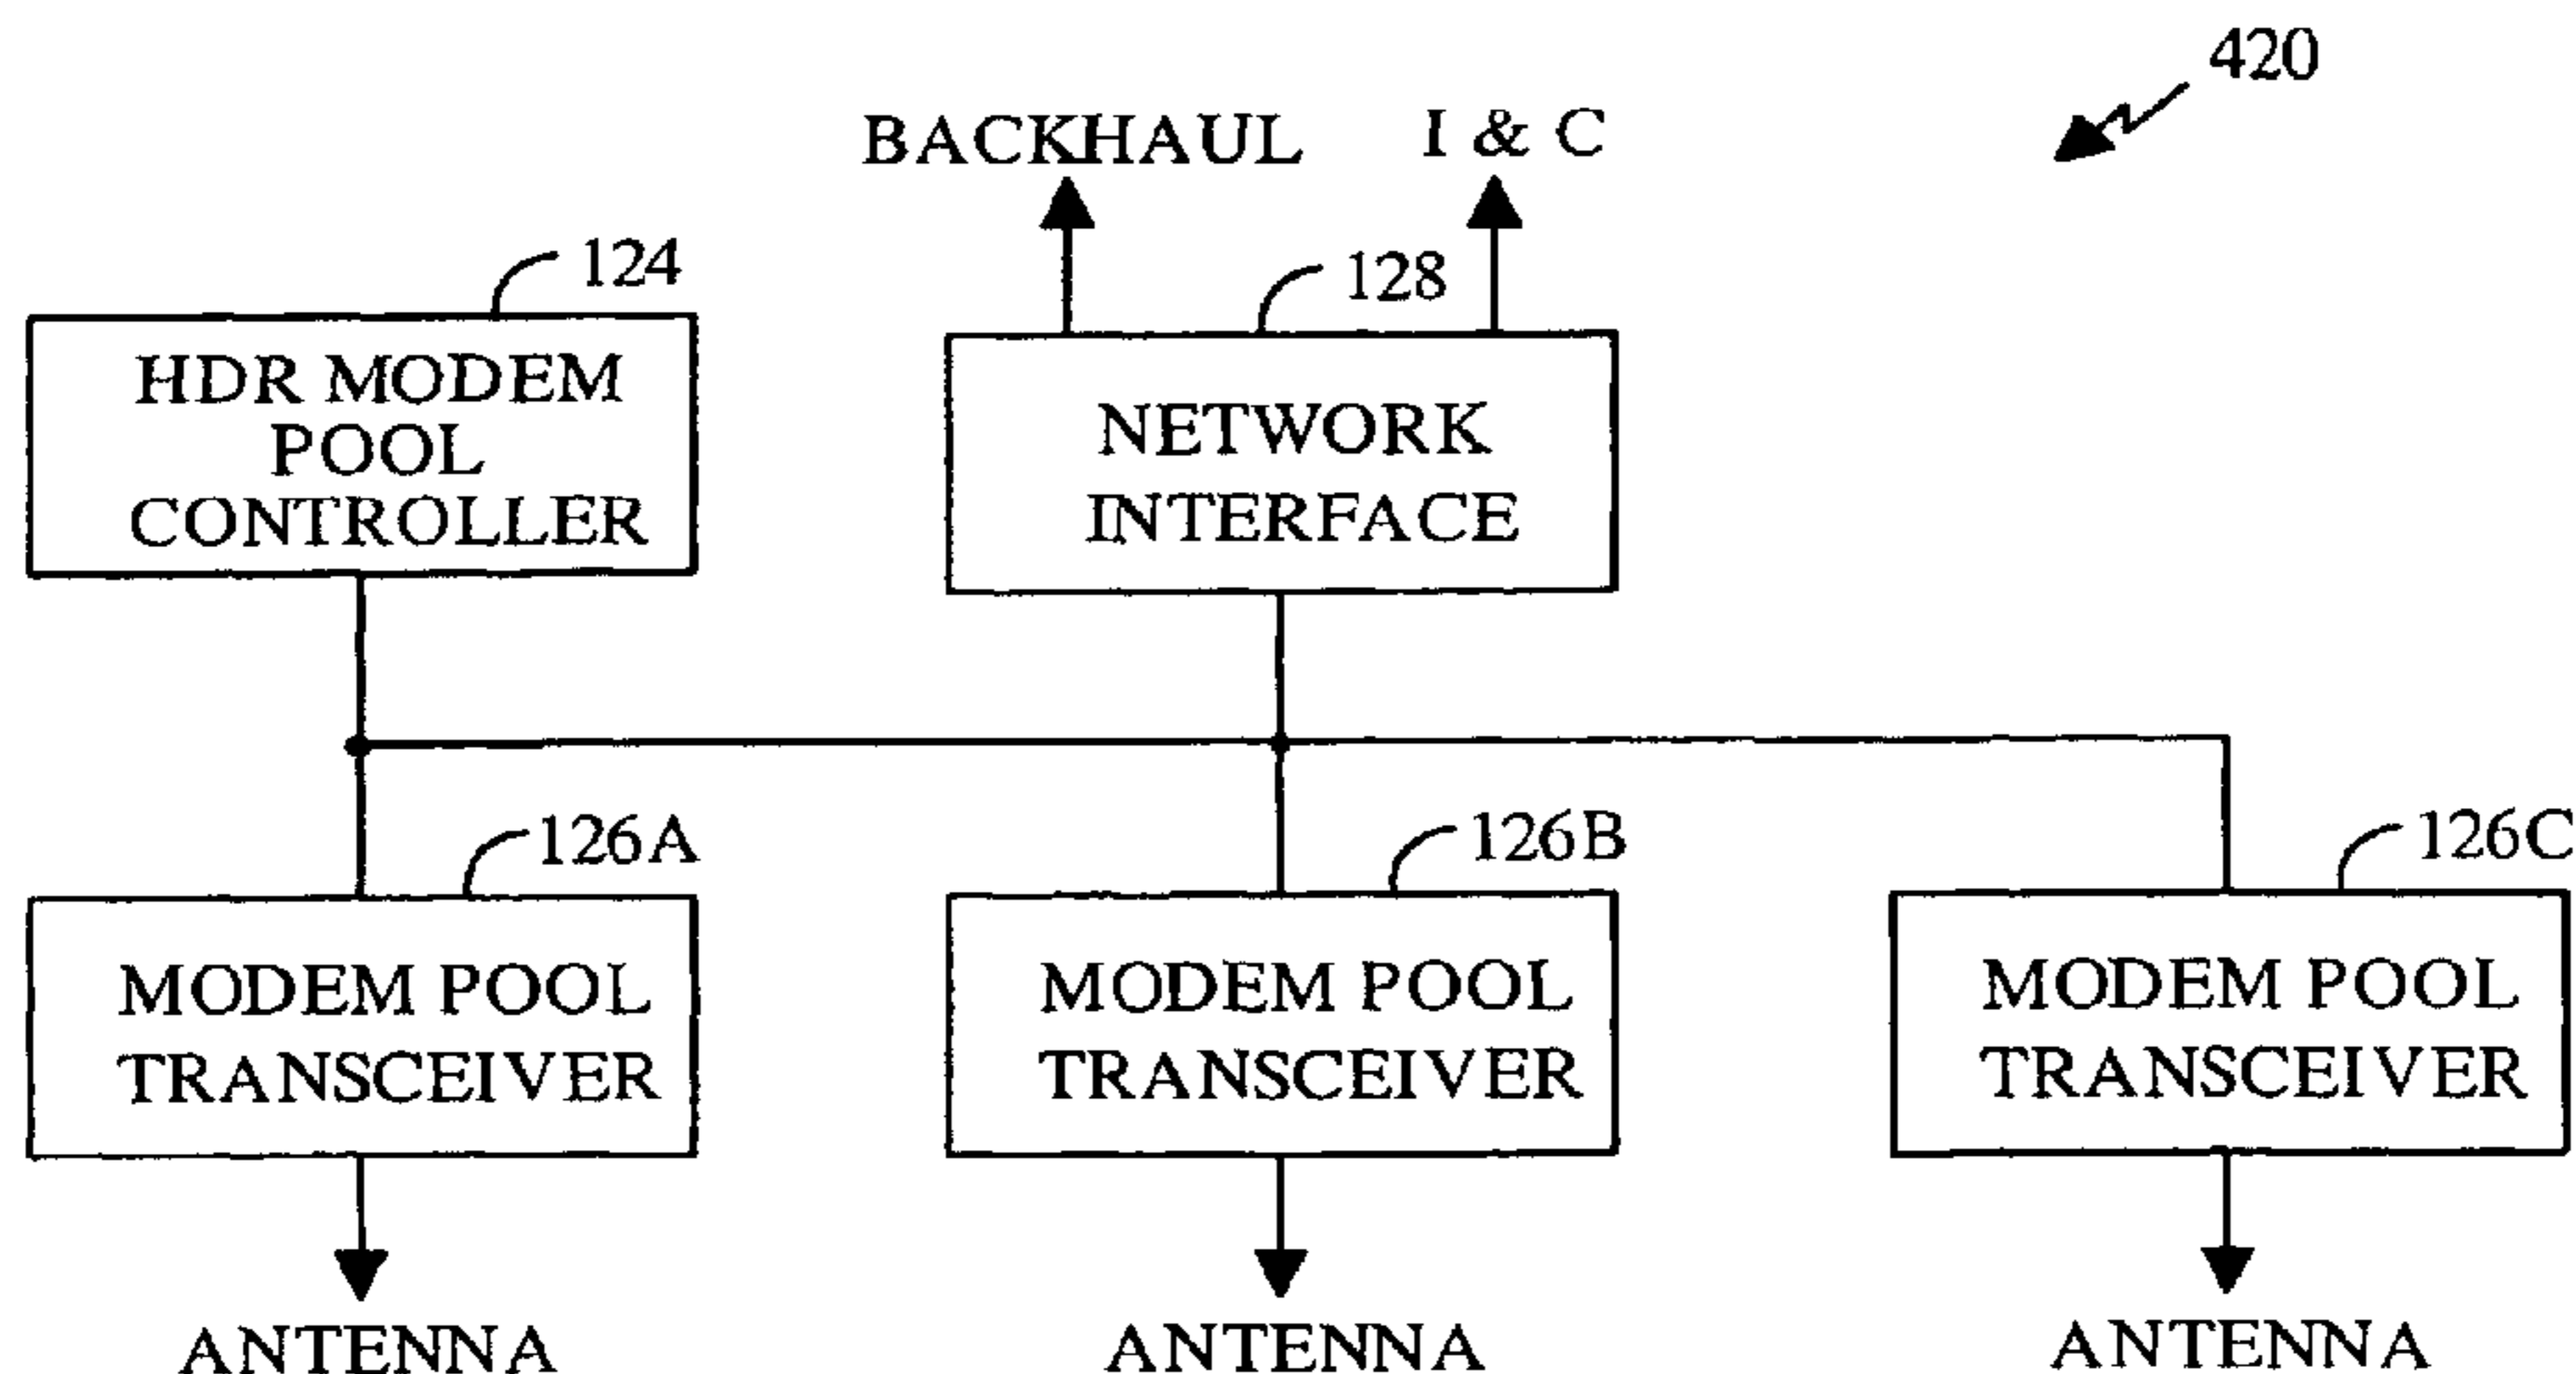 420
BACKHAUL I & C
124
128
HDR MODEM
POOL
CONTROLLER
NETWORK
INTERFACE
126A
126B
126C
MODEM POOL
TRANSCEIVER
MODEM POOL
TRANSCEIVER
MODEM POOL
TRANSCEIVER
ANTENNA
ANTENNA
ANTENNA